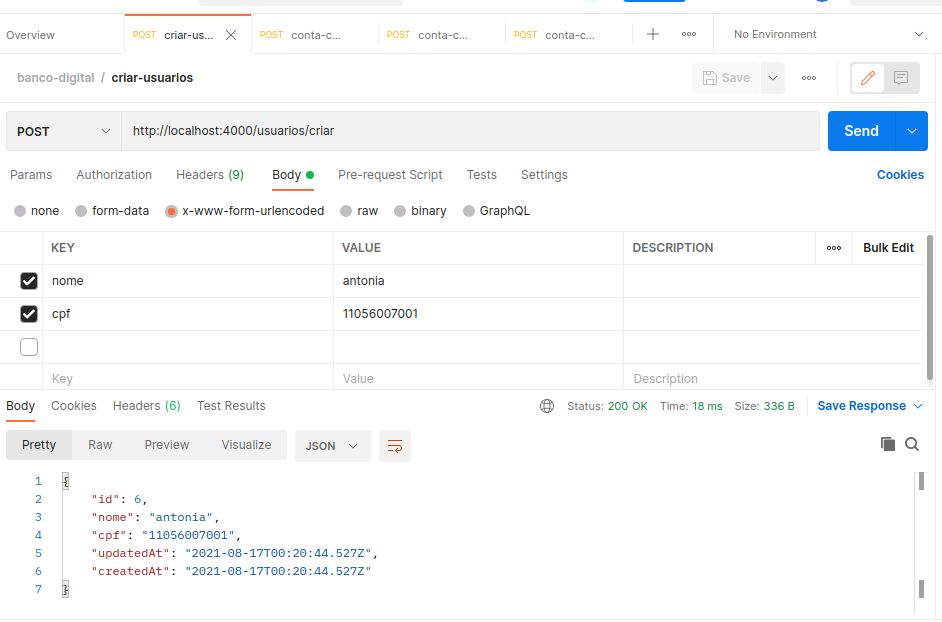 Overview POST criar-us... POST conta-c... POST conta-c... POST conta-c... No Environment
banco-digital / criar-usuarios Save
POST http://localhost:4000/usuarios/criar Send
Params Authorization Headers (9) Body Pre-request Script Tests Settings Cookies
none form-data x-www-form-urlencoded raw binary GraphQL
KEY VALUE DESCRIPTION Bulk Edit
nome antonia
cpf 11056007001
Key Value Description
Body Cookies Headers (6) Test Results Status: 200 OK Time: 18 ms Size: 336 B Save Response
Pretty Raw Preview Visualize JSON
1 {
2 "id": 6,
3 "nome": "antonia",
4 "cpf": "11056007001",
5 "updatedAt": "2021-08-17T00:20:44.527Z",
6 "createdAt": "2021-08-17T00:20:44.527Z"
7 }